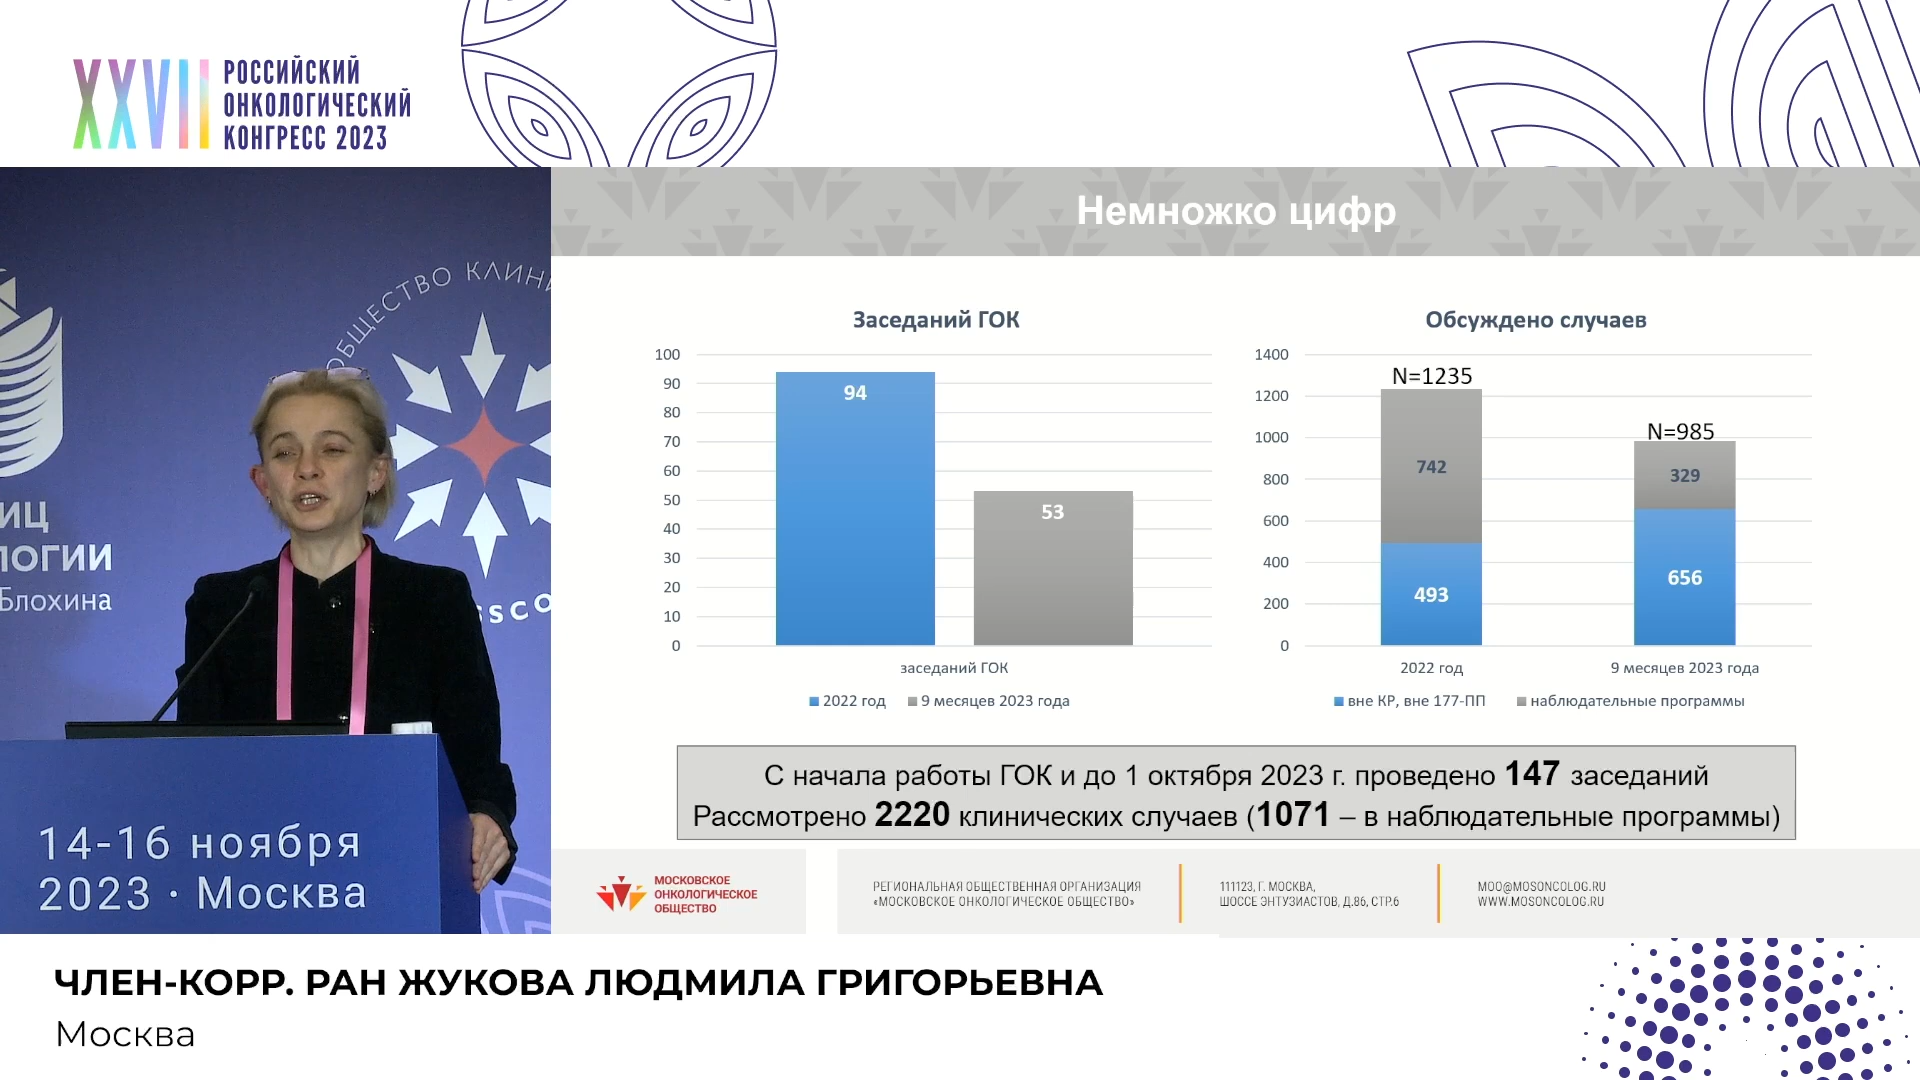 XXVII
РОССИЙСКИЙ
ОНКОЛОГИЧЕСКИЙ
КОНГРЕСС 2023
ОБЩЕСТВО КЛИНИ
ИЦ
ЛОГИИ
Блохина
SSCO
14-16 ноября
2023 · Москва
Немножко цифр
Заседаний ГОК
100
90
80
70
60
50
40
30
20
10
0
94
53
заседаний ГОК
2022 год
9 месяцев 2023 года
Обсуждено случаев
1400
1200
1000
800
600
400
200
0
N=1235
742
493
N=985
329
656
2022 год
9 месяцев 2023 года
вне КР, вне 177-ПП
наблюдательные программы
С начала работы ГОК и до 1 октября 2023 г. проведено 147 заседаний
Рассмотрено 2220 клинических случаев (1071 – в наблюдательные программы)
МОСКОВСКОЕ
ОНКОЛОГИЧЕСКОЕ
ОБЩЕСТВО
РЕГИОНАЛЬНАЯ ОБЩЕСТВЕННАЯ ОРГАНИЗАЦИЯ
«МОСКОВСКОЕ ОНКОЛОГИЧЕСКОЕ ОБЩЕСТВО»
111123, Г. МОСКВА,
ШОССЕ ЭНТУЗИАСТОВ, Д.86, СТР.6
MOO@MOSONCOLOG.RU
WWW.MOSONCOLOG.RU
ЧЛЕН-КОРР. РАН ЖУКОВА ЛЮДМИЛА ГРИГОРЬЕВНА
Москва